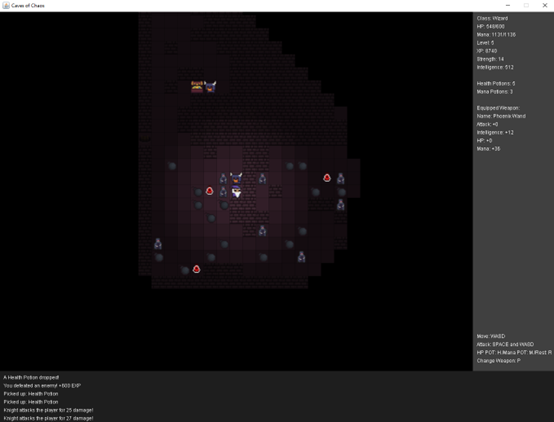 Caves of Chaos
Class: Wizard
HP: 548/600
Mana: 1131/1136
Level: 5
XP: 8740
Strength: 14
Intelligence: 512
Health Potions: 5
Mana Potions: 3
Equipped Weapon:
Name: Phoenix Wand
Attack: +0
Intelligence: +12
HP: +0
Mana: +36
Move: WASD
Attack: SPACE and WASD
HP POT: H/Mana POT: M/Rest: R
Change Weapon: P
A Health Potion dropped!
You defeated an enemy! +600 EXP
Picked up: Health Potion
Picked up: Health Potion
Knight attacks the player for 25 damage!
Knight attacks the player for 27 damage!